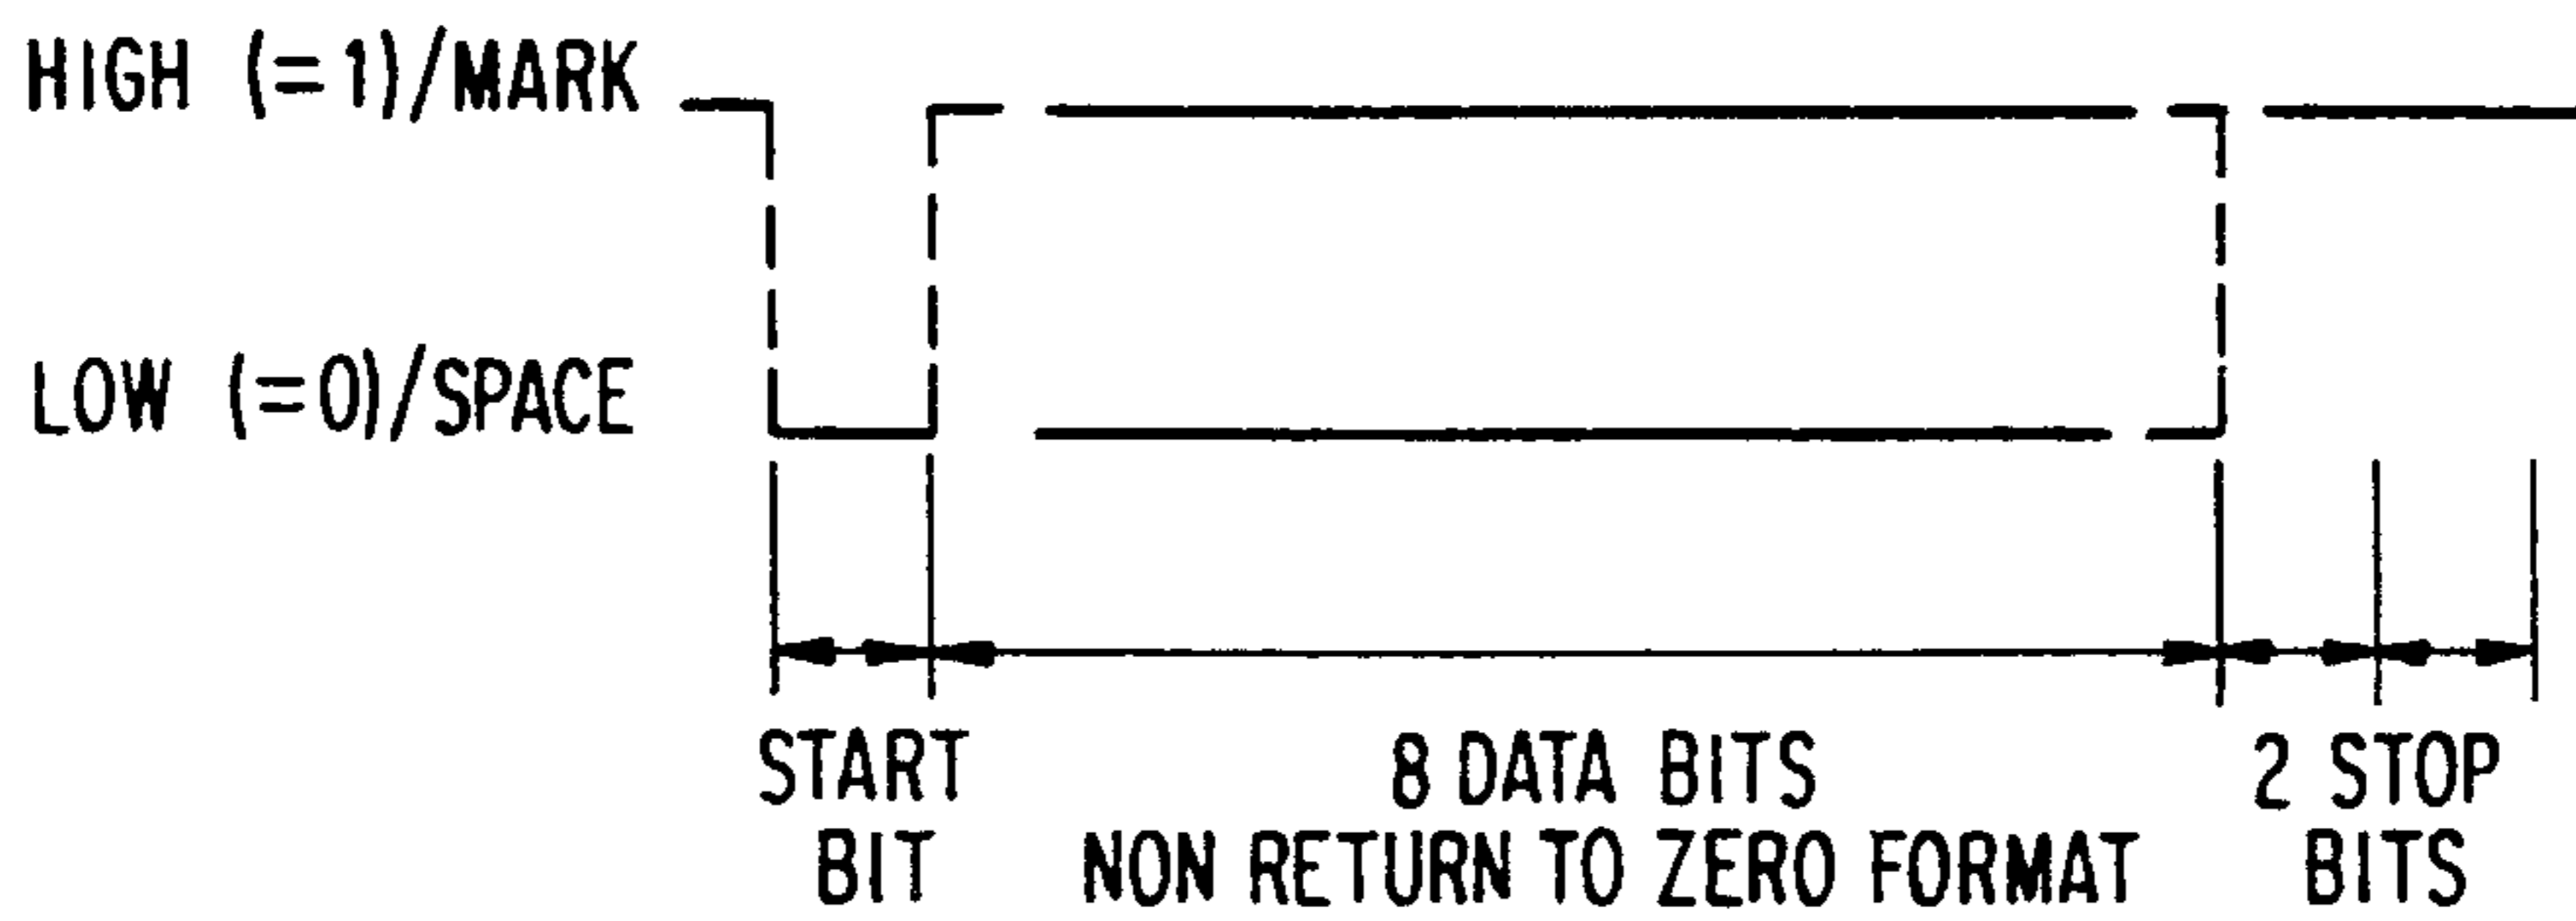 HIGH (=1)/MARK
LOW (=0)/SPACE
START
BIT
8 DATA BITS
NON RETURN TO ZERO FORMAT
2 STOP
BITS